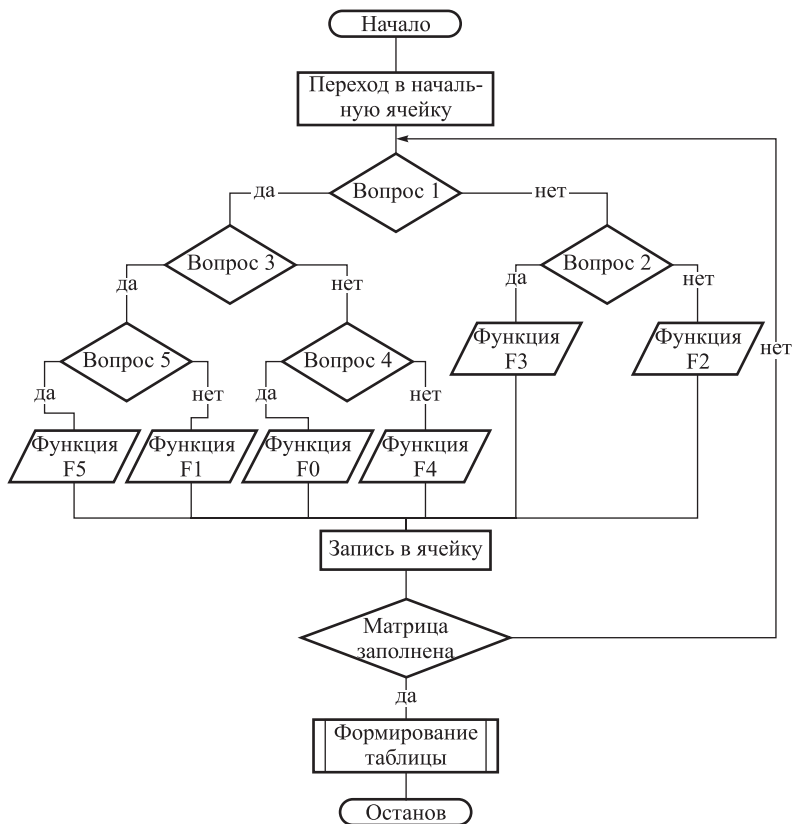 Начало
Переход в началь-
ную ячейку
Вопрос 1
да
нет
Вопрос 3
Вопрос 2
да
нет
да
нет
Вопрос 5
Вопрос 4
Функция
F3
Функция
F2
нет
да
нет
да
нет
Функция
F5
Функция
F1
Функция
F0
Функция
F4
Запись в ячейку
Матрица
заполнена
да
Формирование
таблицы
Останов